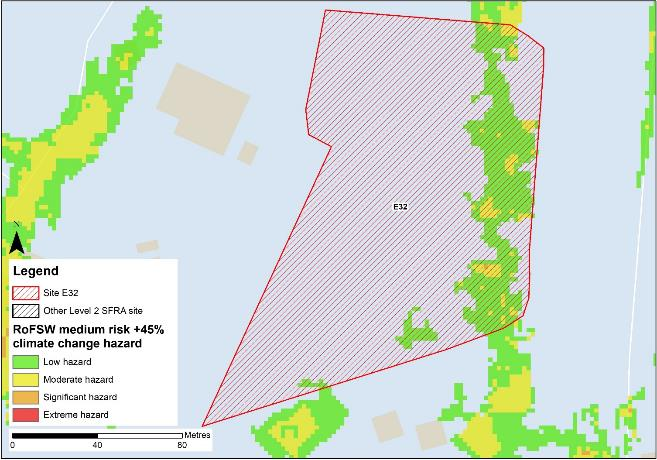 E32
N
Legend
Site E32
Other Level 2 SFRA site
RoFSW medium risk +45%
climate change hazard
Low hazard
Moderate hazard
Significant hazard
Extreme hazard
Metres
0 40 80